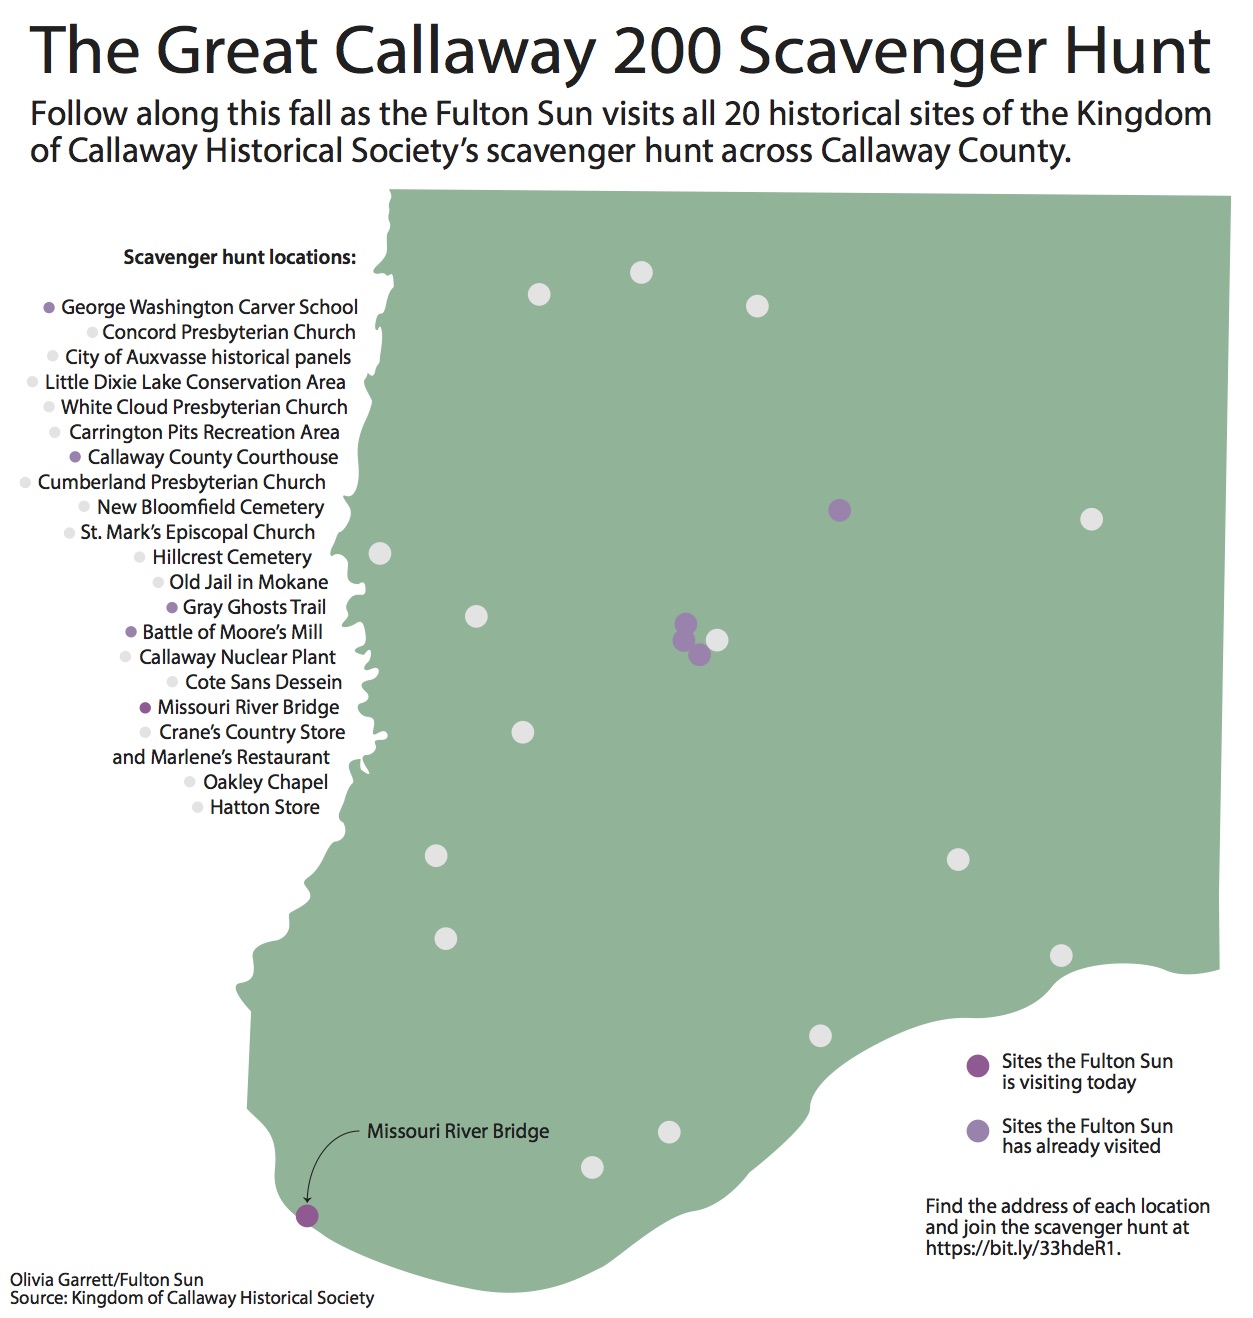 The Great Callaway 200 Scavenger Hunt
Follow along this fall as the Fulton Sun visits all 20 historical sites of the Kingdom
of Callaway Historical Society's scavenger hunt across Callaway County.
Scavenger hunt locations:
George Washington Carver School
Concord Presbyterian Church
City of Auxvasse historical panels
Little Dixie Lake Conservation Area
White Cloud Presbyterian Church
Carrington Pits Recreation Area
Callaway County Courthouse
Cumberland Presbyterian Church
New Bloomfield Cemetery
St. Mark's Episcopal Church
Hillcrest Cemetery
Old Jail in Mokane
Gray Ghosts Trail
Battle of Moore's Mill
Callaway Nuclear Plant
Cote Sans Dessein
Missouri River Bridge
Crane's Country Store
and Marlene's Restaurant
Oakley Chapel
Hatton Store
Missouri River Bridge
Sites the Fulton Sun
is visiting today
Sites the Fulton Sun
has already visited
Find the address of each location
and join the scavenger hunt at
https://bit.ly/33hdeR1.
Olivia Garrett/Fulton Sun
Source: Kingdom of Callaway Historical Society